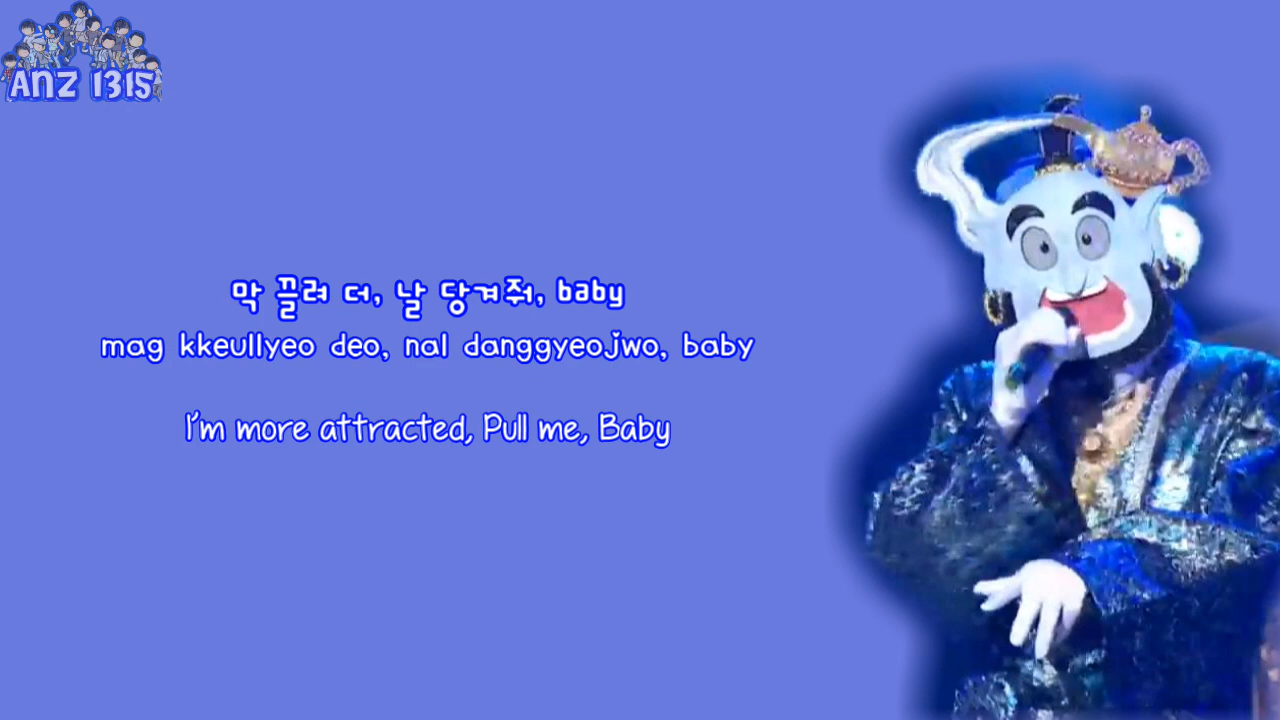 ANZ 1315
막 끌려 더, 날 당겨줘, baby
mag kkeullyeo deo, nal danggyeojwo, baby
I'm more attracted, Pull me, Baby